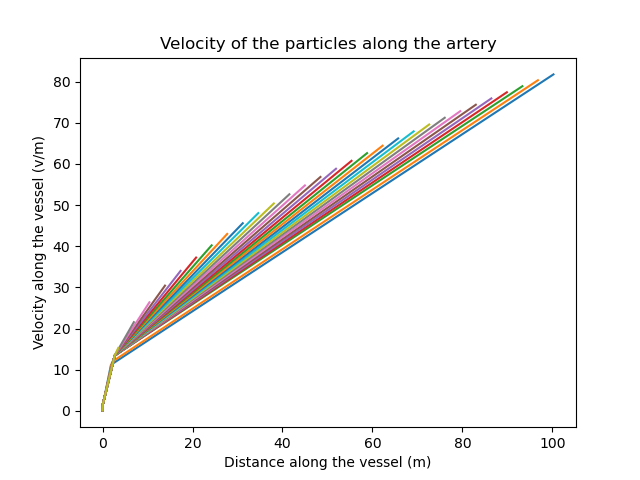 Velocity of the particles along the artery
Velocity along the vessel (v/m)
80
70
60
50
40
30
20
10
0
0 20 40 60 80 100
Distance along the vessel (m)